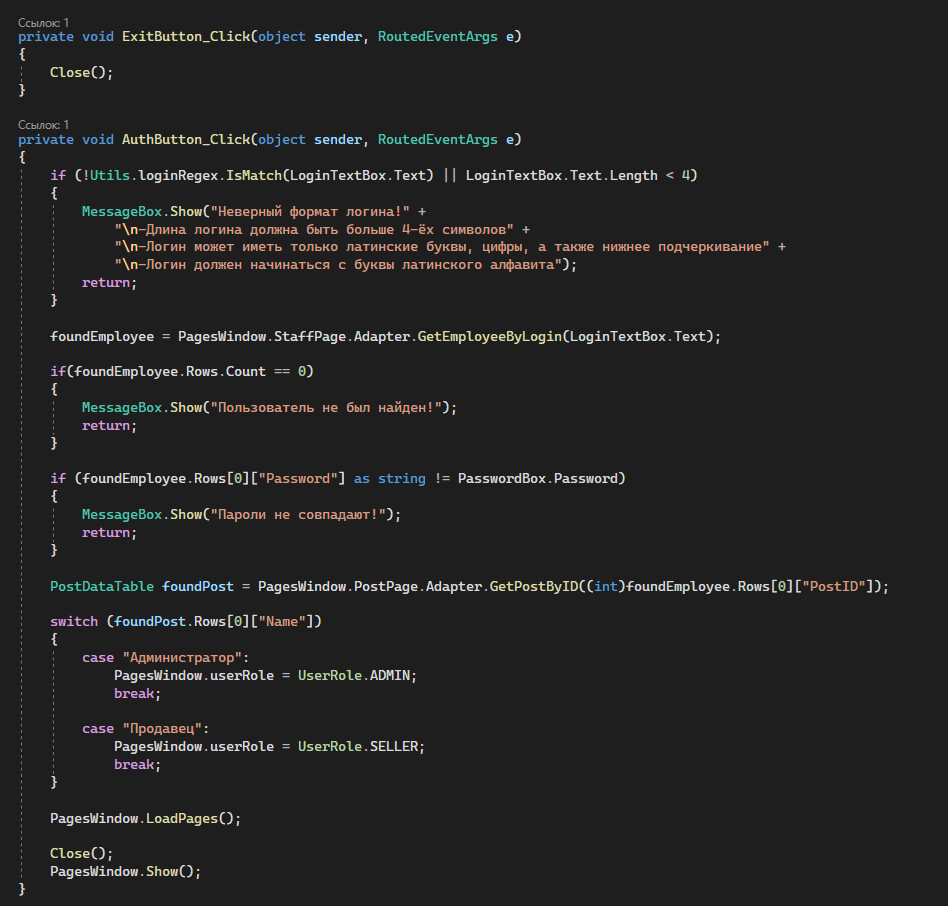 Ссылок: 1
private void ExitButton_Click(object sender, RoutedEventArgs e)
{
    Close();
}
Ссылок: 1
private void AuthButton_Click(object sender, RoutedEventArgs e)
{
    if (!Utils.loginRegex.IsMatch(LoginTextBox.Text) || LoginTextBox.Text.Length < 4)
    {
        MessageBox.Show("Неверный формат логина!" +
            "\n-Длина логина должна быть больше 4-ёх символов" +
            "\n-Логин может иметь только латинские буквы, цифры, а также нижнее подчеркивание" +
            "\n-Логин должен начинаться с буквы латинского алфавита");
        return;
    }
    foundEmployee = PagesWindow.StaffPage.Adapter.GetEmployeeByLogin(LoginTextBox.Text);
    if(foundEmployee.Rows.Count == 0)
    {
        MessageBox.Show("Пользователь не был найден!");
        return;
    }
    if (foundEmployee.Rows[0]["Password"] as string != PasswordBox.Password)
    {
        MessageBox.Show("Пароли не совпадают!");
        return;
    }
    PostDataTable foundPost = PagesWindow.PostPage.Adapter.GetPostByID((int)foundEmployee.Rows[0]["PostID"]);
    switch (foundPost.Rows[0]["Name"])
    {
        case "Администратор":
            PagesWindow.userRole = UserRole.ADMIN;
            break;
        case "Продавец":
            PagesWindow.userRole = UserRole.SELLER;
            break;
    }
    PagesWindow.LoadPages();
    Close();
    PagesWindow.Show();
}